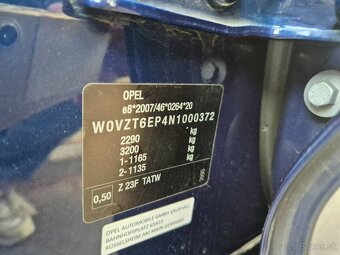 OPEL
e8*2007/46*0264*20
W0VZT6EP4N1000372
2290 kg
3200 kg
1-1165 kg
2-1135 kg
0,50 Z 23F TATW
OPEL AUTOMOBILE GMBH-VAUXHALL
BAHNHOFSPLATZ 65423
RUSSELSHEIM AM MAIN GERMANY